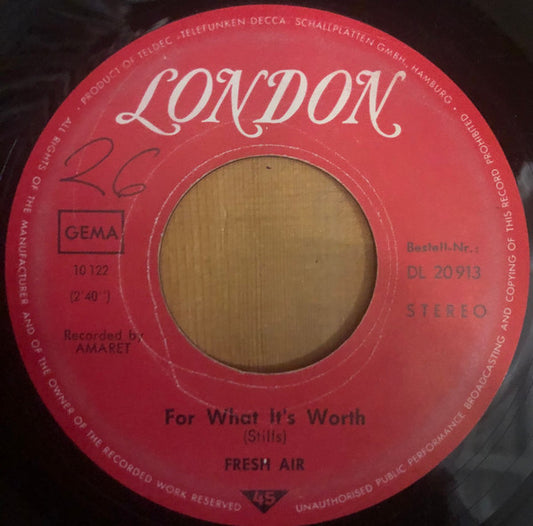 PRODUCT OF TELDEC »TELEFUNKEN-DECCA« SCHALLPLATTEN GMBH., HAMBURG
LONDON
26
GEMA
10 122
(2'40'')
Recorded by
AMARET
Bestell-Nr.:
DL 20 913
STEREO
For What It's Worth
(Stills)
FRESH AIR
45
ALL RIGHTS OF THE MANUFACTURER AND OF THE OWNER OF THE RECORDED WORK RESERVED
UNAUTHORISED PUBLIC PERFORMANCE BROADCASTING AND COPYING OF THIS RECORD PROHIBITED